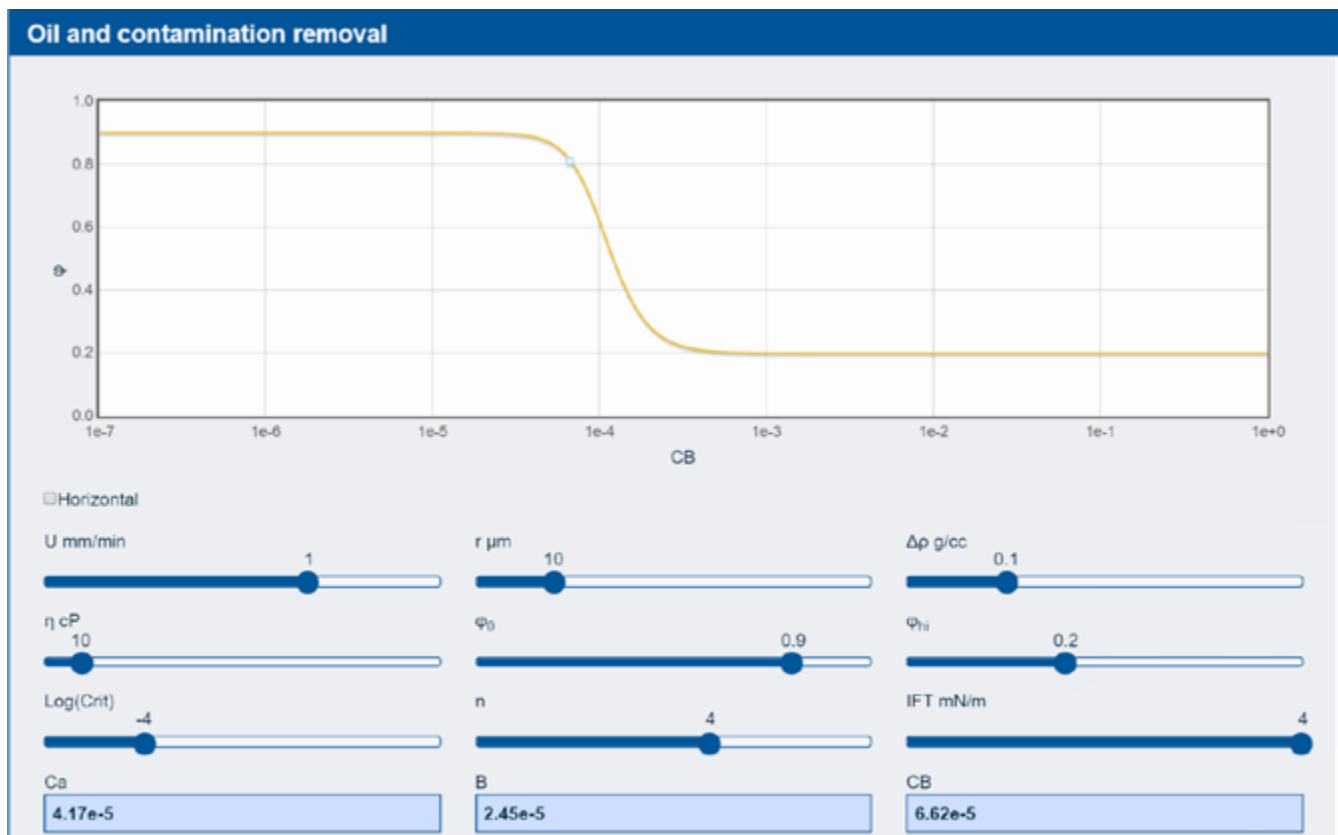 Oil and contamination removal
1.0
0.8
0.6
φ
0.4
0.2
0.0
1e-7 1e-6 1e-5 1e-4 1e-3 1e-2 1e-1 1e+0
CB
Horizontal
U mm/min r μm Δρ g/cc
1 10 0.1
η cP φ₀ φhi
10 0.9 0.2
Log(Crit) n IFT mN/m
-4 4 4
Ca B CB
4.17e-5 2.45e-5 6.62e-5